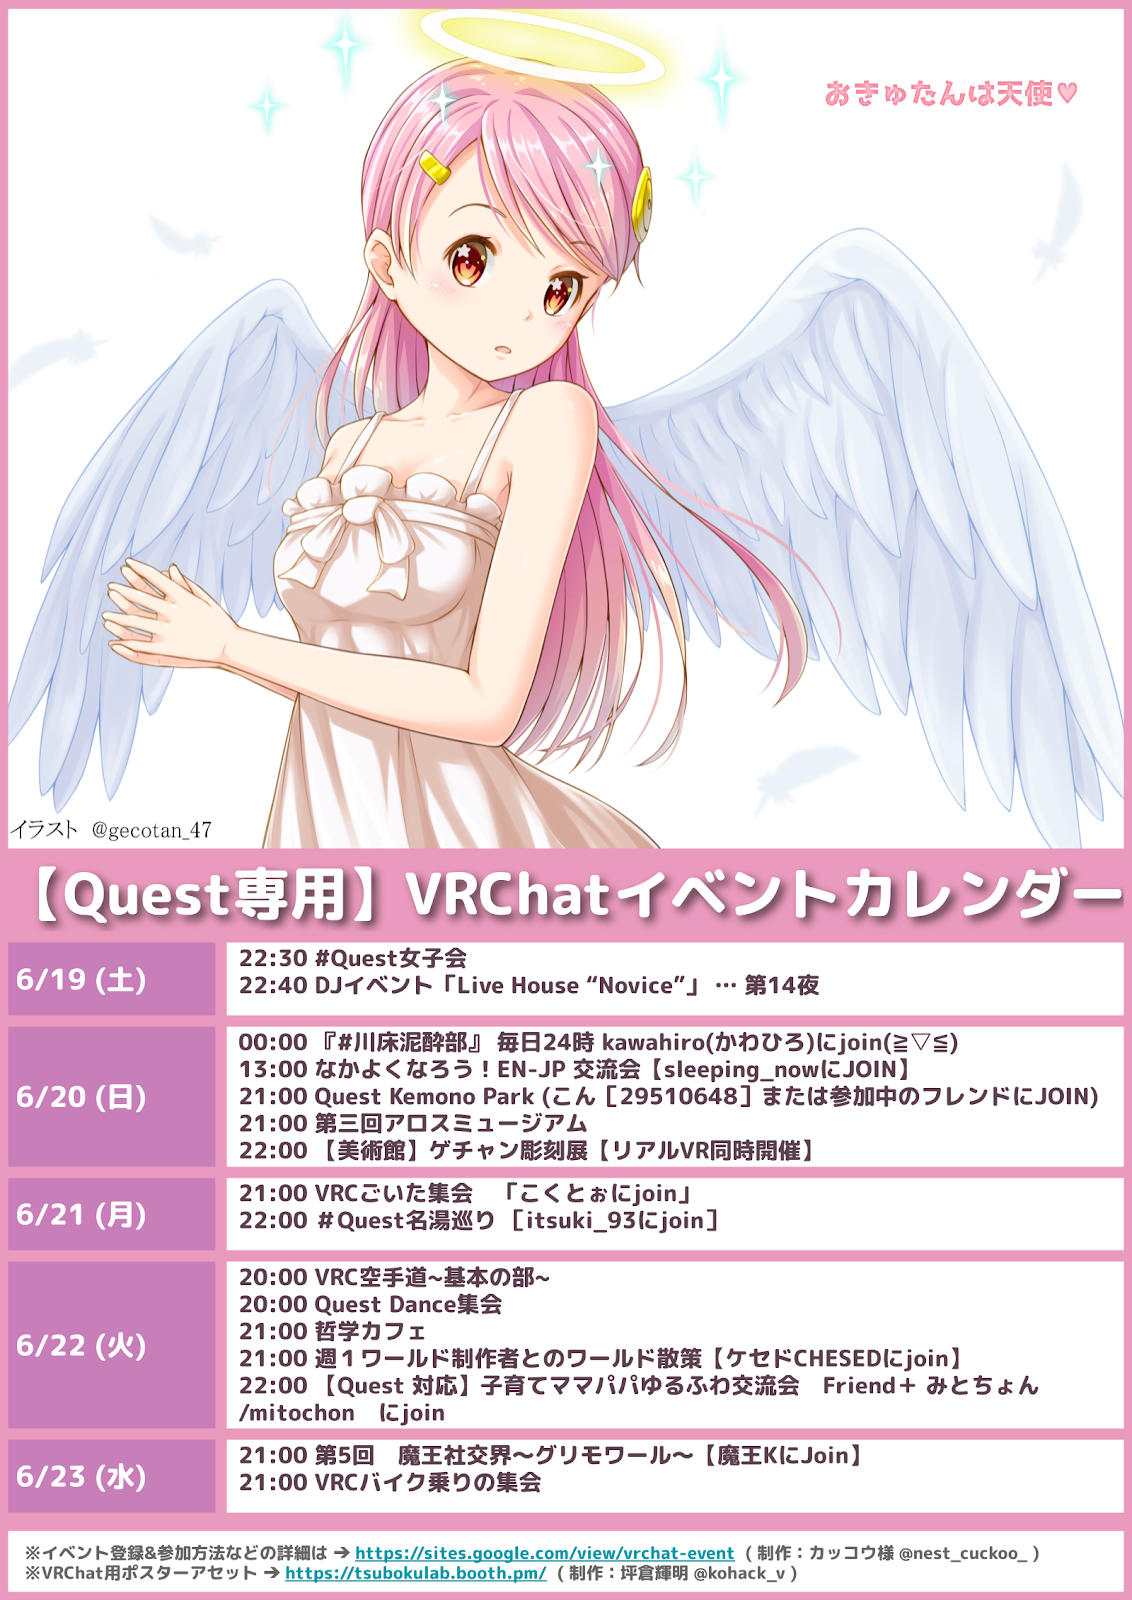 おきゅたんは天使♡
イラスト @gecotan_47
【Quest専用】VRChatイベントカレンダー
6/19 (土)
22:30 #Quest女子会
22:40 DJイベント「Live House “Novice”」 … 第14夜
6/20 (日)
00:00 『#川床泥酔部』 毎日24時 kawahiro(かわひろ)にjoin(≧▽≦)
13:00 なかよくなろう！EN-JP 交流会【sleeping_nowにJOIN】
21:00 Quest Kemono Park (こん［29510648］または参加中のフレンドにJOIN)
21:00 第三回アロスミュージアム
22:00 【美術館】ゲチャン彫刻展【リアルVR同時開催】
6/21 (月)
21:00 VRCごいた集会　「こくとぉにjoin」
22:00 ＃Quest名湯巡り ［itsuki_93にjoin］
6/22 (火)
20:00 VRC空手道~基本の部~
20:00 Quest Dance集会
21:00 哲学カフェ
21:00 週１ワールド制作者とのワールド散策【ケセドCHESEDにjoin】
22:00 【Quest 対応】子育てママパパゆるふわ交流会　Friend＋ みとちょん
/mitochon　にjoin
6/23 (水)
21:00 第5回　魔王社交界～グリモワール～【魔王KにJoin】
21:00 VRCバイク乗りの集会
※イベント登録&参加方法などの詳細は → https://sites.google.com/view/vrchat-event ( 制作：カッコウ様 @nest_cuckoo_ )
※VRChat用ポスターアセット → https://tsubokulab.booth.pm/ ( 制作：坪倉輝明 @kohack_v )